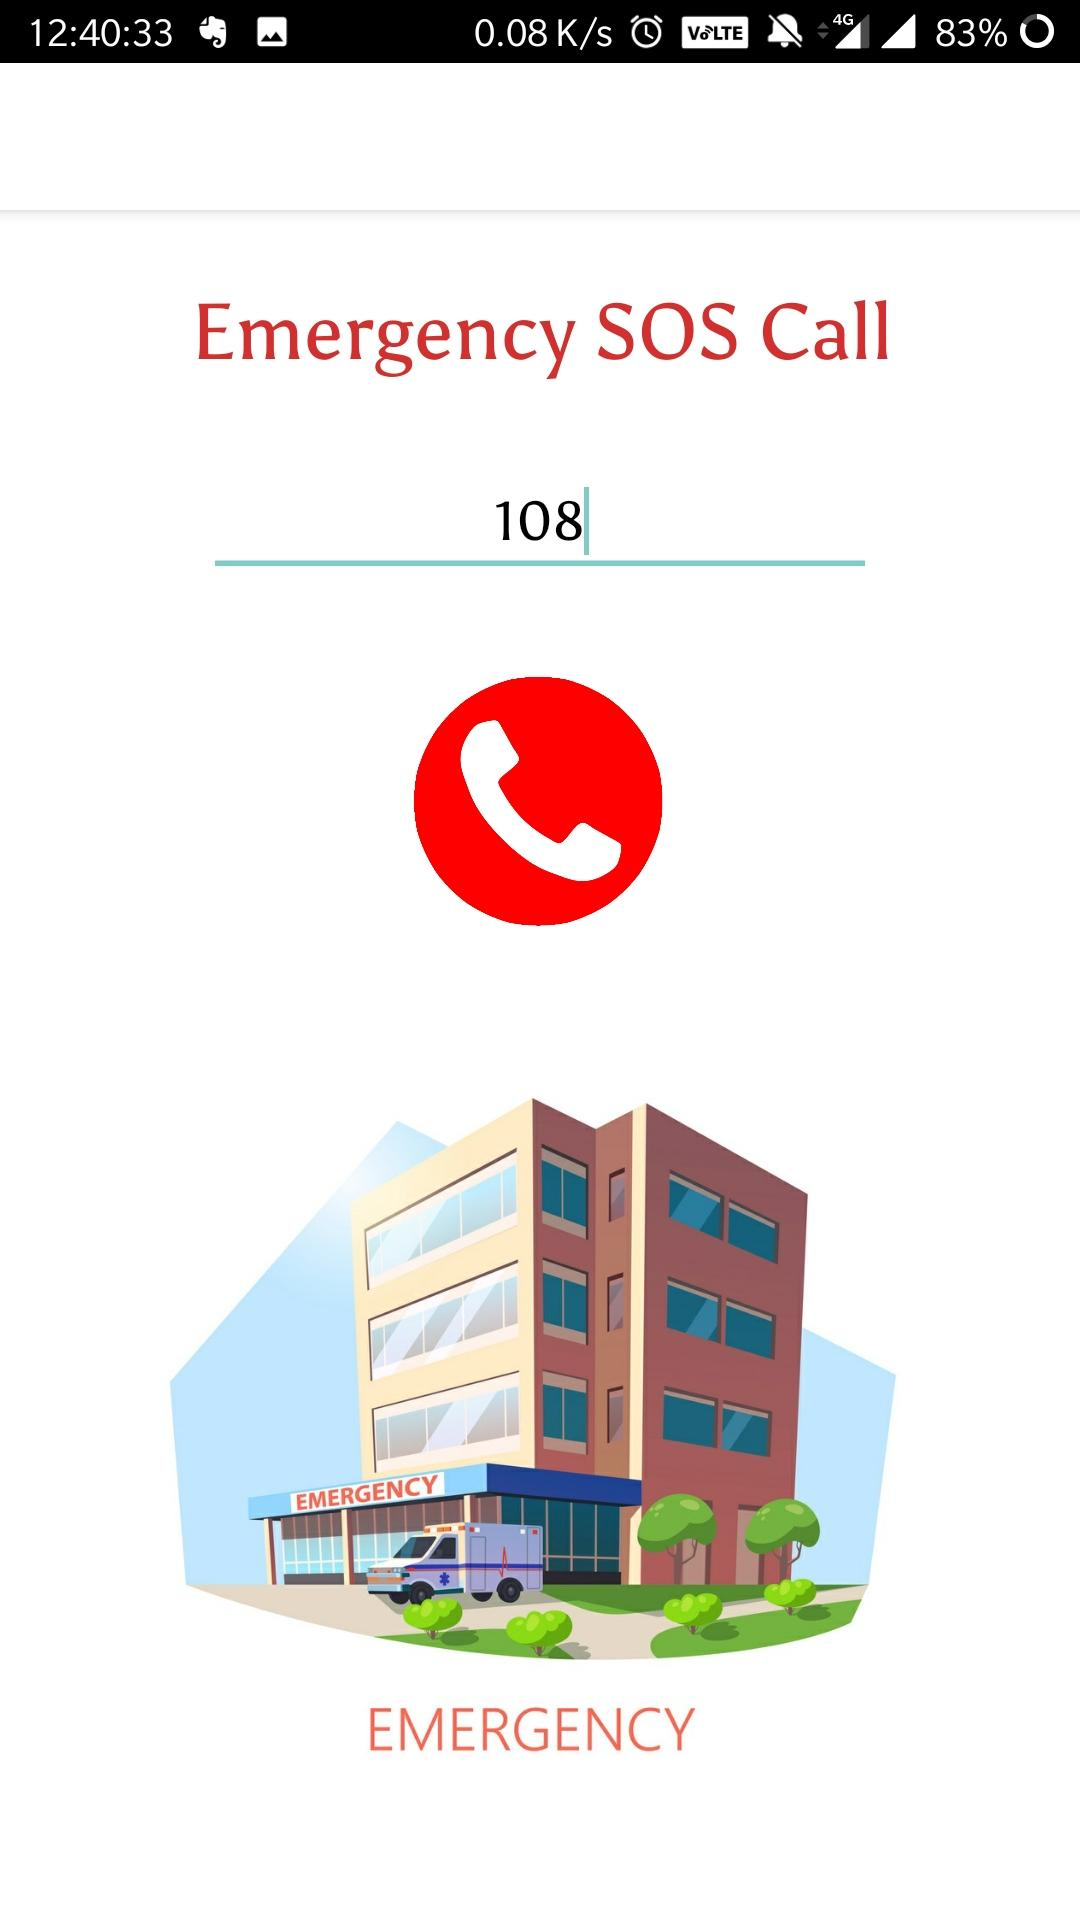 12:40:33 0.08 K/s VoLTE 4G 83%
Emergency SOS Call
108
EMERGENCY
EMERGENCY